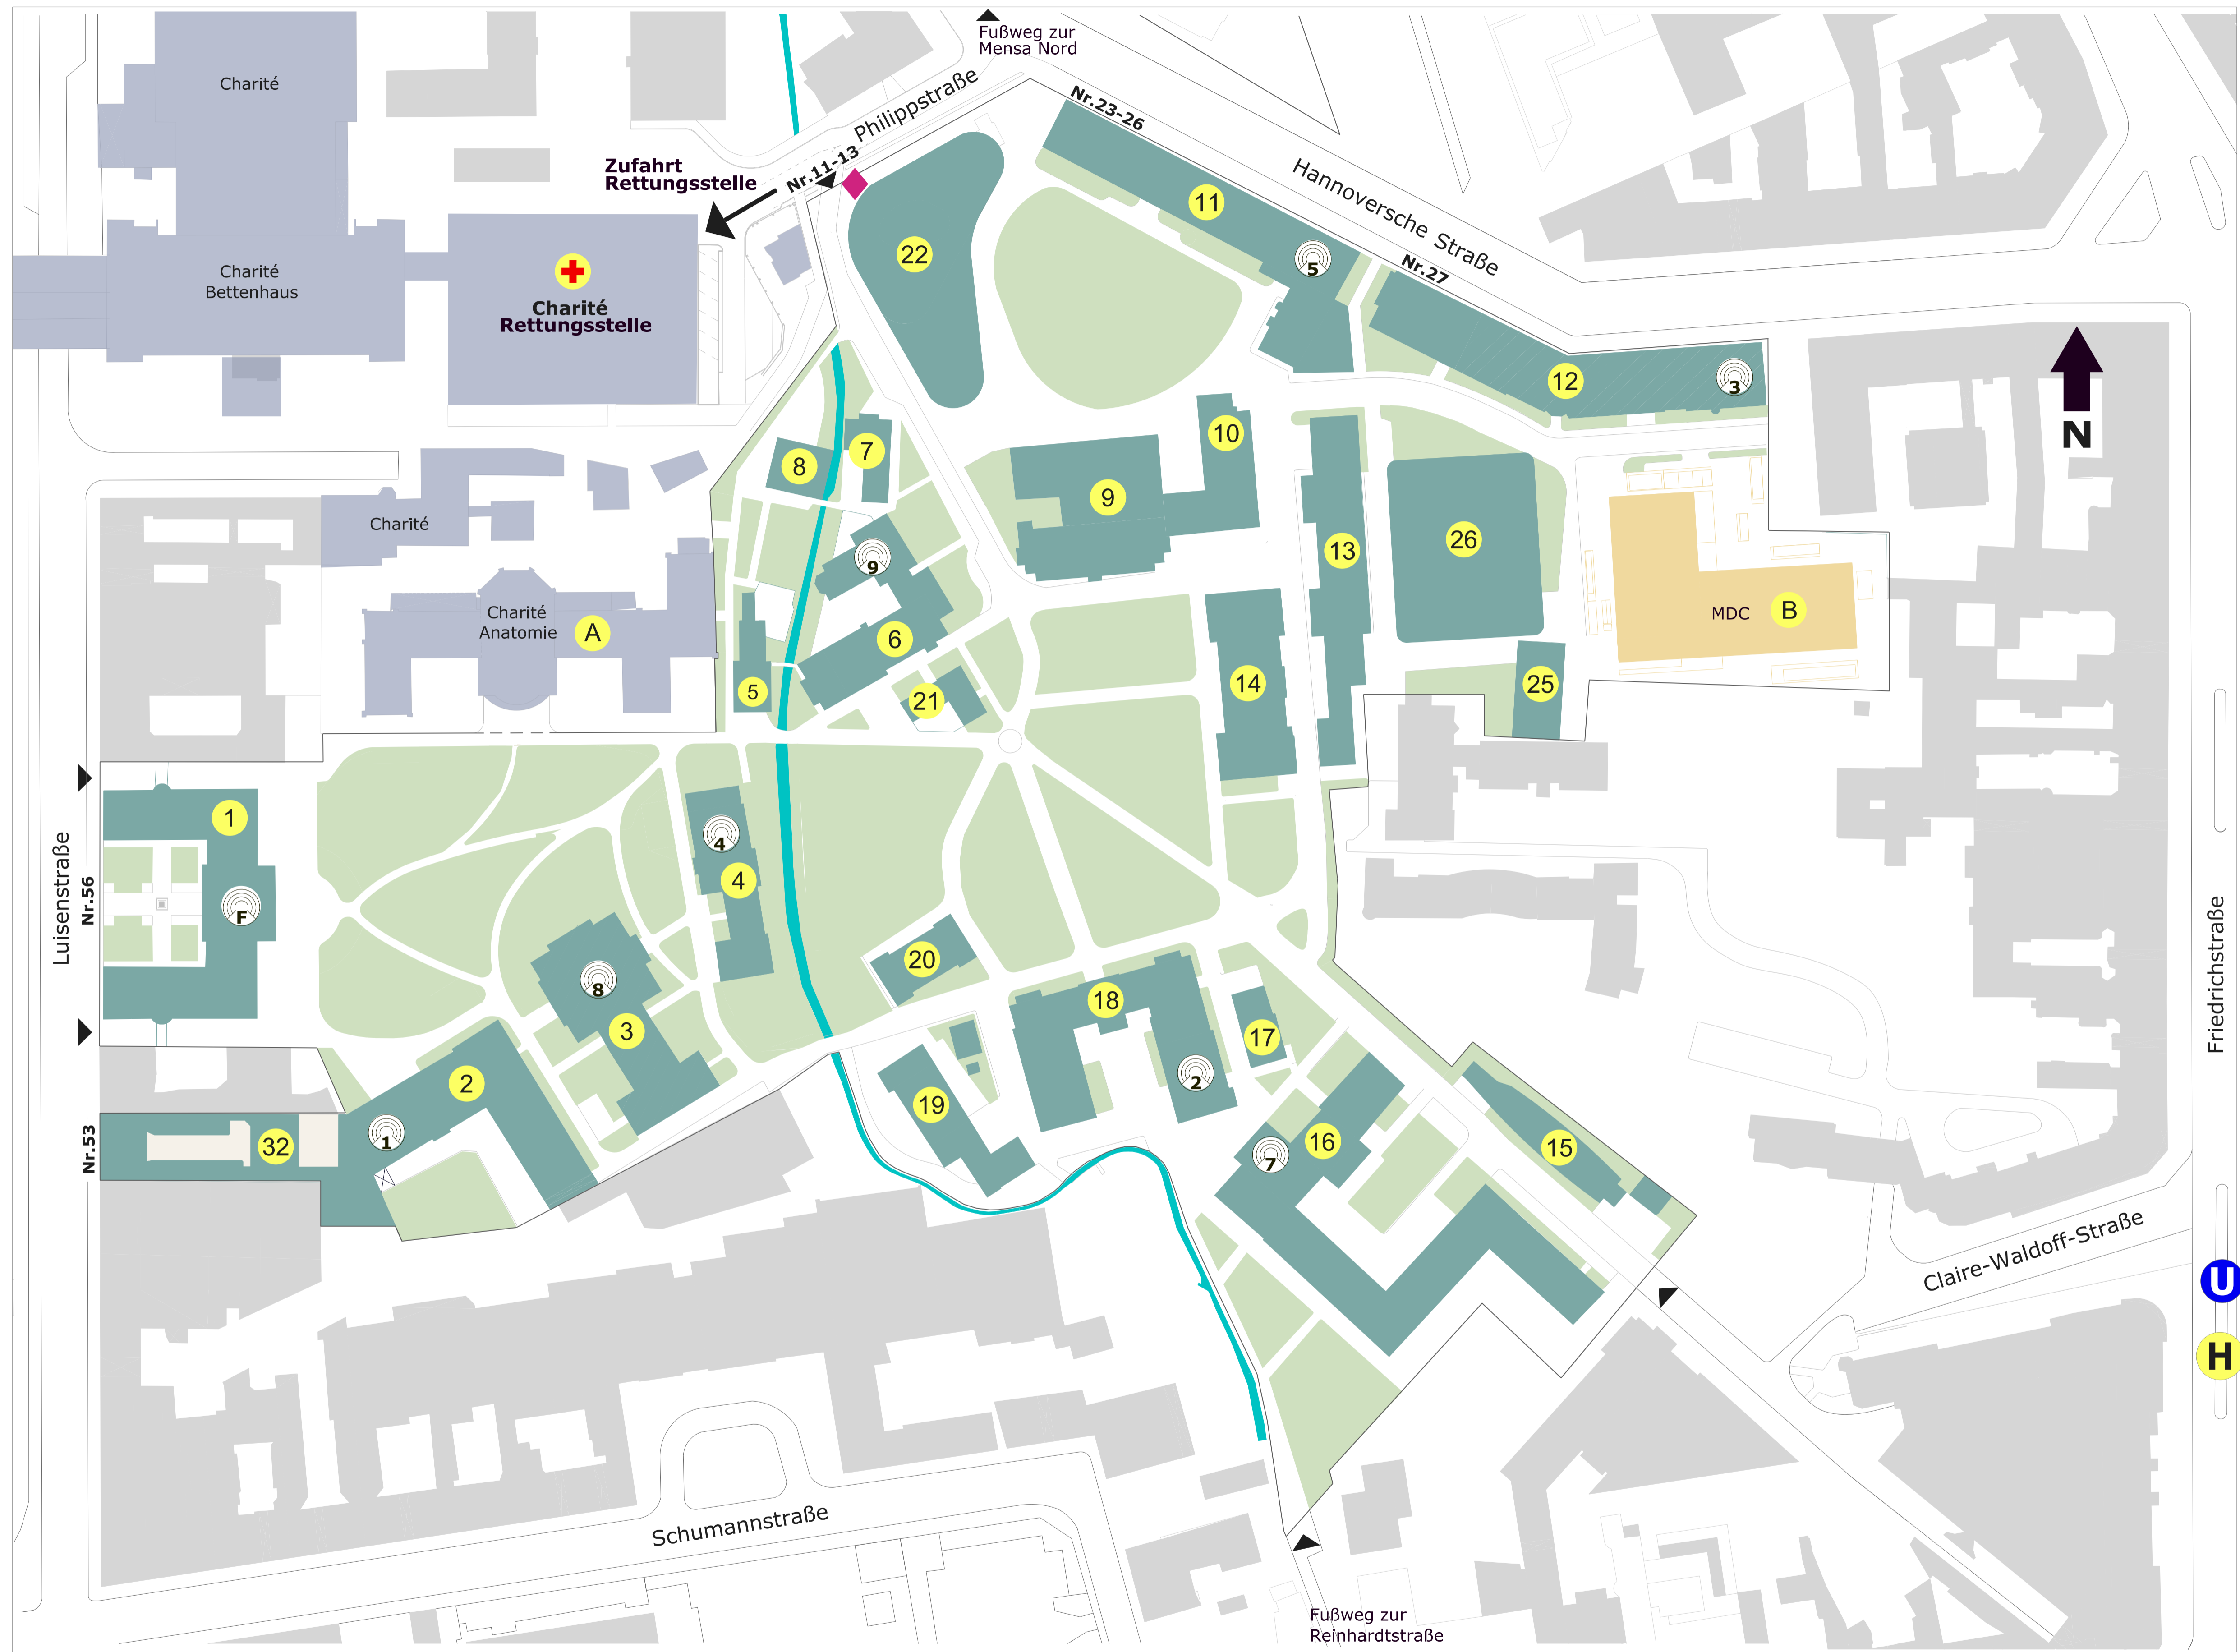 Fußweg zur
Mensa Nord
Charité
Philippstraße
Nr.23-26
Zufahrt
Rettungsstelle
Nr.11-13
Hannoversche Straße
11
22
5
Nr.27
Charité
Bettenhaus
Charité
Rettungsstelle
12
3
N
10
7
8
9
13
26
Charité
9
Charité
Anatomie
A
6
MDC
B
5
21
14
25
1
4
4
Luisenstraße
Nr.56
F
20
8
3
18
17
Friedrichstraße
2
2
19
1
32
Nr.53
16
7
15
Claire-Waldoff-Straße
U
H
Schumannstraße
Fußweg zur
Reinhardtstraße